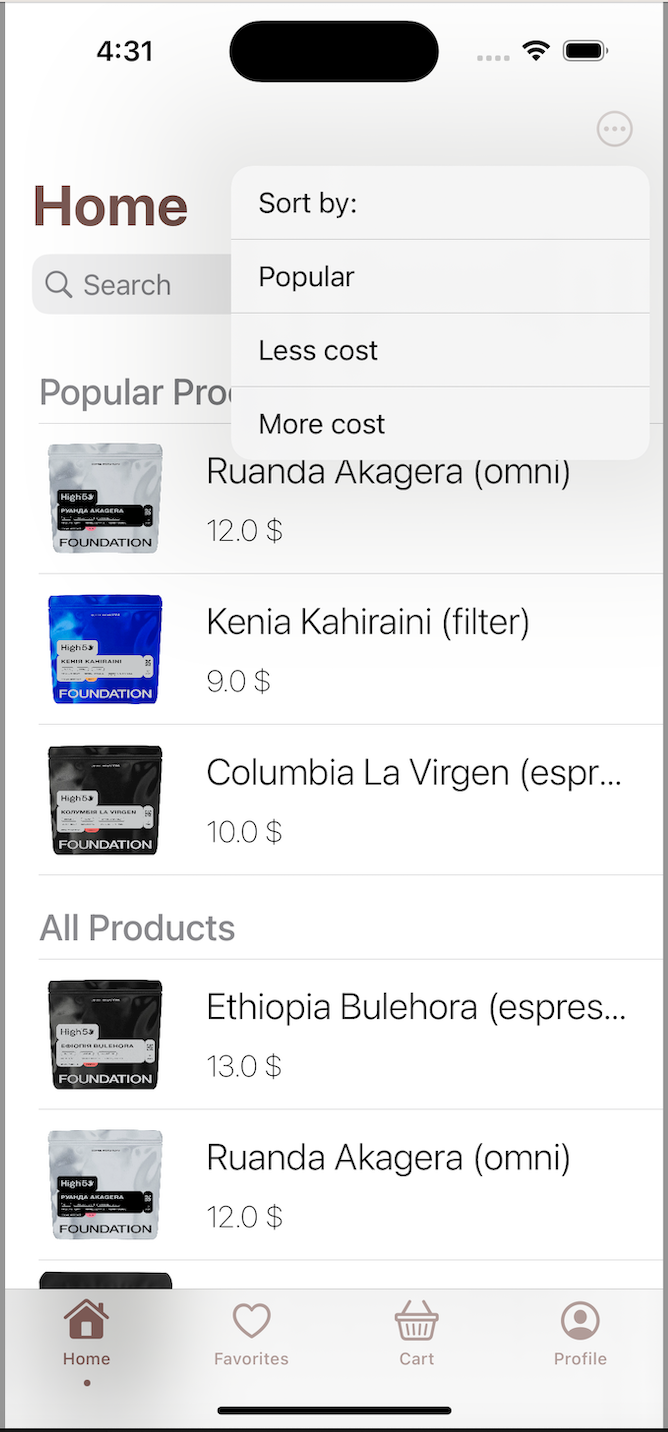 4:31
Home
Sort by:
Search
Popular
Less cost
Popular Pro
More cost
High5
РУАНДА AKAGERA
FOUNDATION
Ruanda Akagera (omni)
12.0 $
High5
КЕНІЯ KAHIRAINI
FOUNDATION
Kenia Kahiraini (filter)
9.0 $
High5
КОЛУМБІЯ LA VIRGEN
FOUNDATION
Columbia La Virgen (espr...
10.0 $
All Products
High5
ЕФІОПІЯ BULEHORA
FOUNDATION
Ethiopia Bulehora (espres...
13.0 $
High5
РУАНДА AKAGERA
FOUNDATION
Ruanda Akagera (omni)
12.0 $
Home
Favorites
Cart
Profile